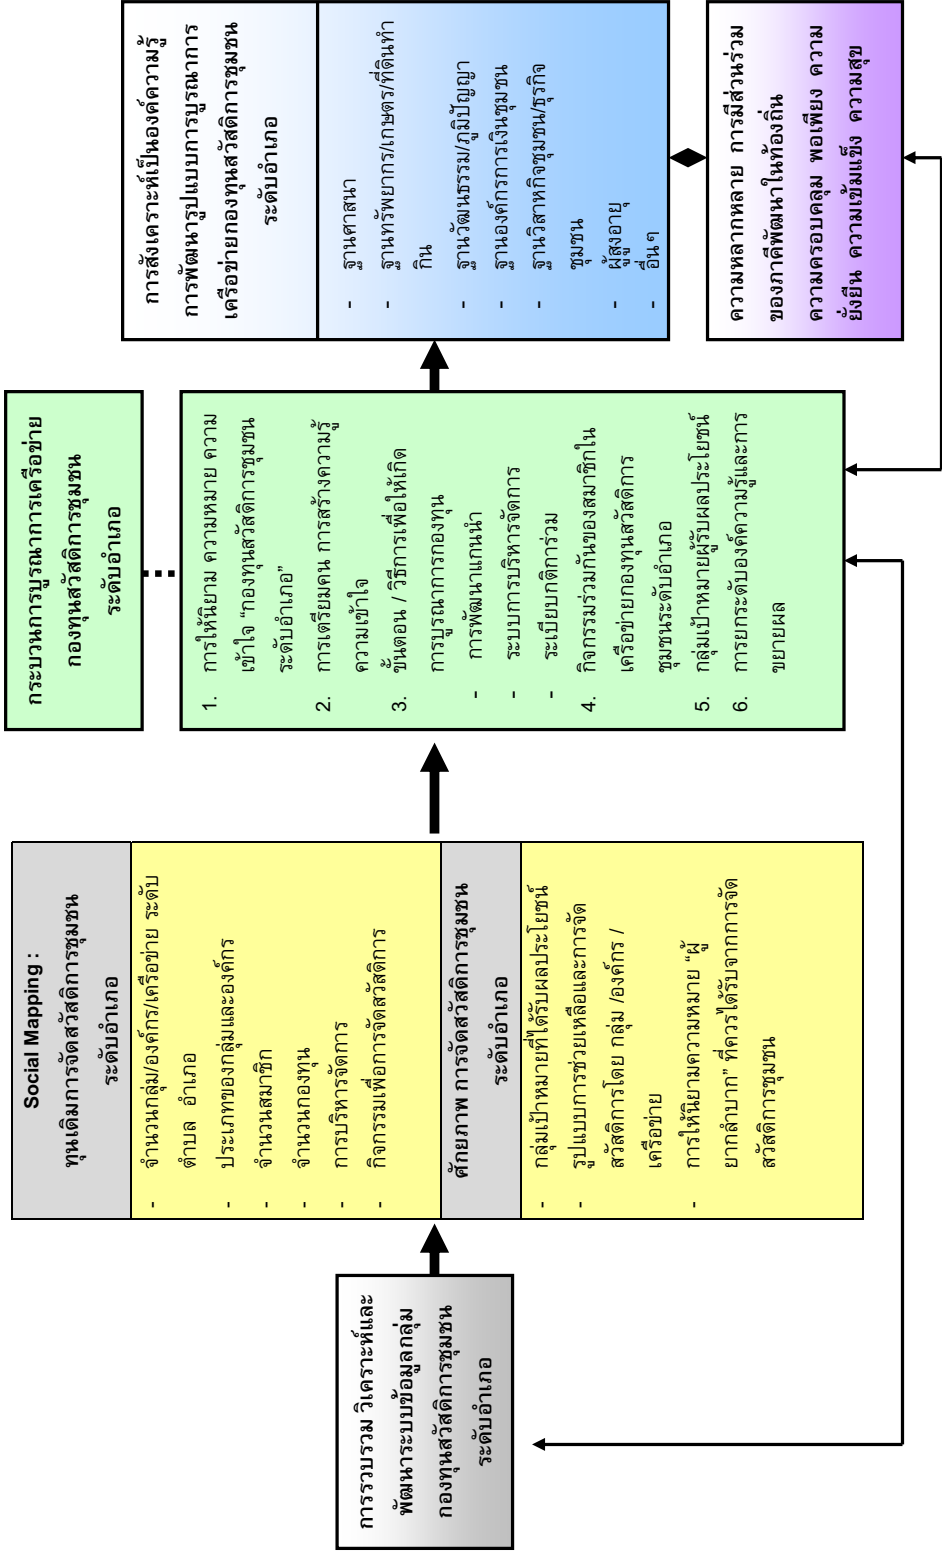 การรวบรวม วิเคราะห์และ
พัฒนาระบบข้อมูลกลุ่ม
กองทุนสวัสดิการชุมชน
ระดับอำเภอ
Social Mapping :
ทุนเดิมการจัดสวัสดิการชุมชน
ระดับอำเภอ
- จำนวนกลุ่ม/องค์กร/เครือข่าย ระดับ
ตำบล อำเภอ
- ประเภทของกลุ่มและองค์กร
- จำนวนสมาชิก
- จำนวนกองทุน
- การบริหารจัดการ
- กิจกรรมเพื่อการจัดสวัสดิการ
ศักยภาพ การจัดสวัสดิการชุมชน
ระดับอำเภอ
- กลุ่มเป้าหมายที่ได้รับผลประโยชน์
- รูปแบบการช่วยเหลือและการจัด
สวัสดิการโดย กลุ่ม /องค์กร /
เครือข่าย
- การให้นิยามความหมาย “ผู้
ยากลำบาก” ที่ควรได้รับจากการจัด
สวัสดิการชุมชน
กระบวนการบูรณาการเครือข่าย
กองทุนสวัสดิการชุมชน
ระดับอำเภอ
1. การให้นิยาม ความหมาย ความ
เข้าใจ “กองทุนสวัสดิการชุมชน
ระดับอำเภอ”
2. การเตรียมคน การสร้างความรู้
ความเข้าใจ
3. ขั้นตอน / วิธีการเพื่อให้เกิด
การบูรณาการกองทุน
- การพัฒนาแกนนำ
- ระบบการบริหารจัดการ
- ระเบียบกติการ่วม
4. กิจกรรมร่วมกันของสมาชิกใน
เครือข่ายกองทุนสวัสดิการ
ชุมชนระดับอำเภอ
5. กลุ่มเป้าหมายผู้รับผลประโยชน์
6. การยกระดับองค์ความรู้และการ
ขยายผล
การสังเคราะห์เป็นองค์ความรู้
การพัฒนารูปแบบการบูรณาการ
เครือข่ายกองทุนสวัสดิการชุมชน
ระดับอำเภอ
- ฐานศาสนา
- ฐานทรัพยากร/เกษตร/ที่ดินทำ
กิน
- ฐานวัฒนธรรม/ภูมิปัญญา
- ฐานองค์กรการเงินชุมชน
- ฐานวิสาหกิจชุมชน/ธุรกิจ
ชุมชน
- ผู้สูงอายุ
- อื่น ๆ
ความหลากหลาย การมีส่วนร่วม
ของภาคีพัฒนาในท้องถิ่น
ความครอบคลุม พอเพียง ความ
ยั่งยืน ความเข้มแข็ง ความสุข